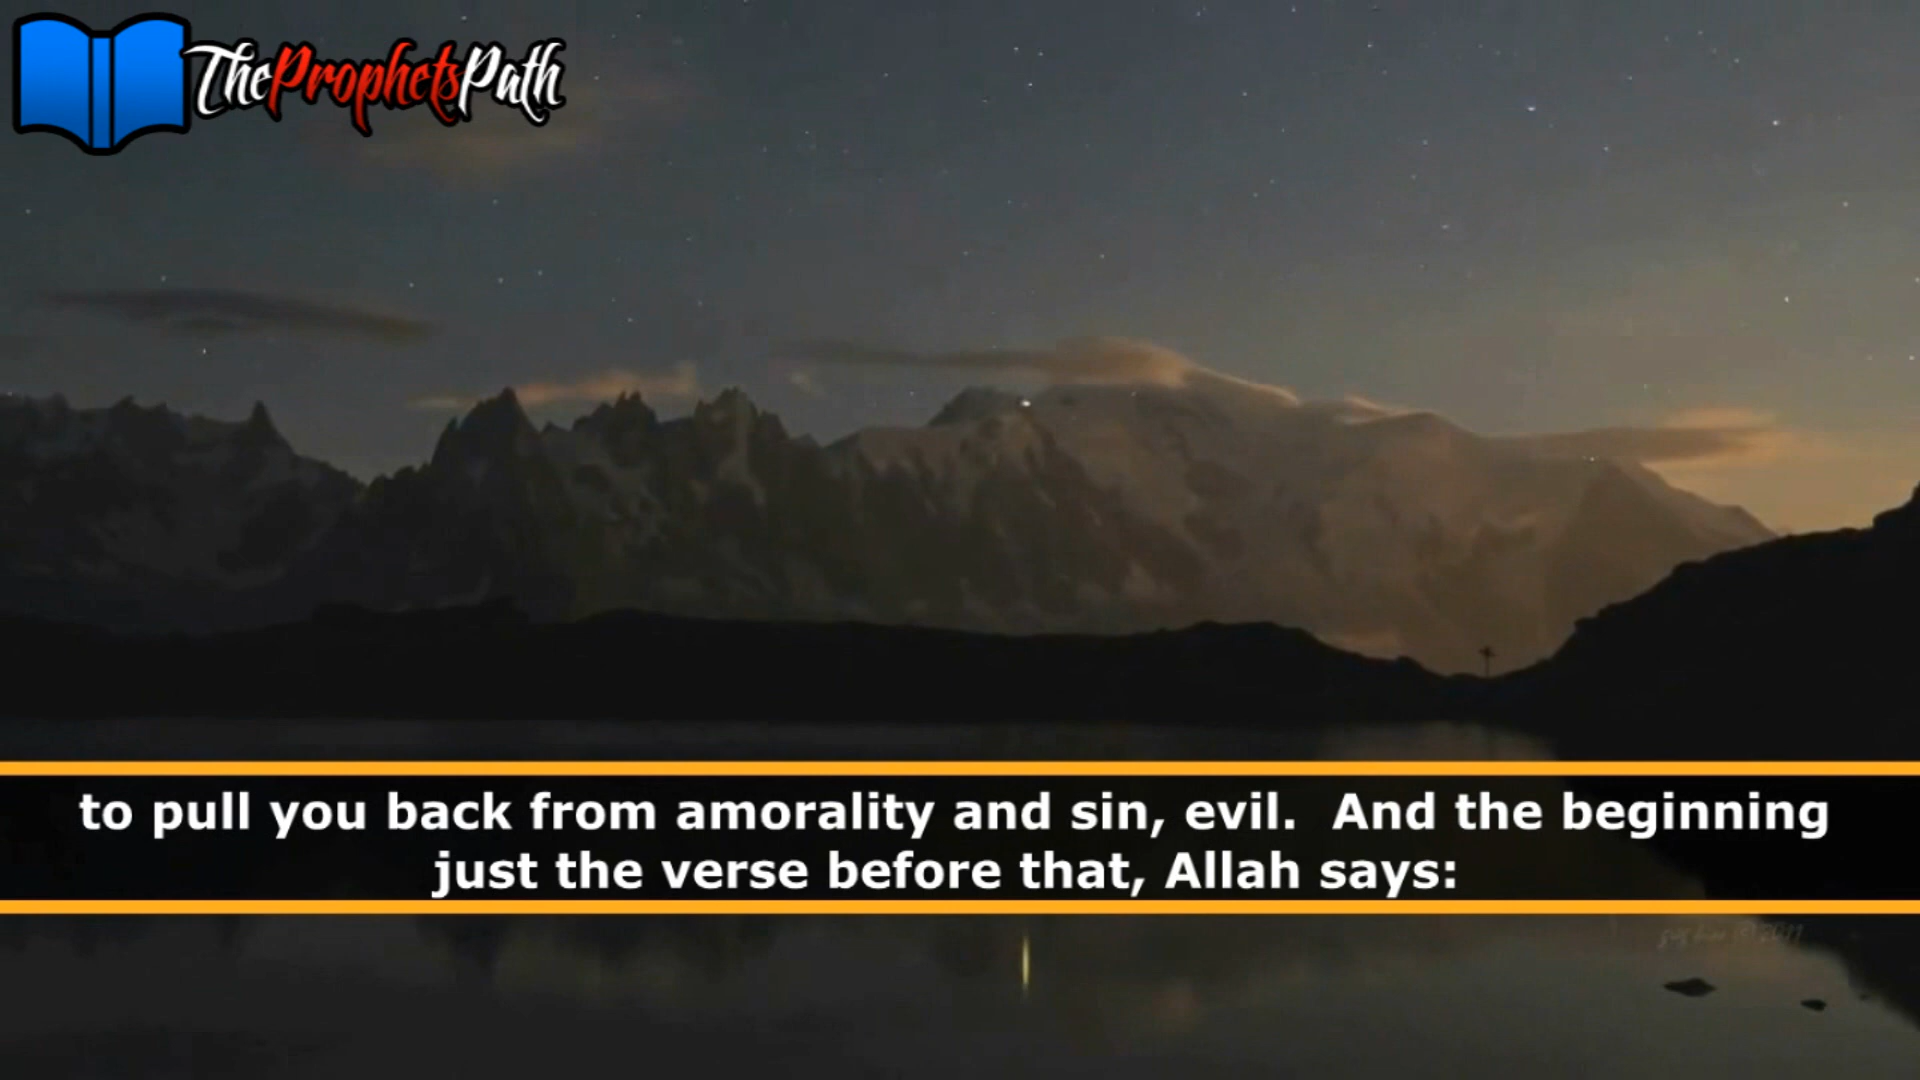 TheProphetsPath
to pull you back from amorality and sin, evil.  And the beginning
just the verse before that, Allah says: